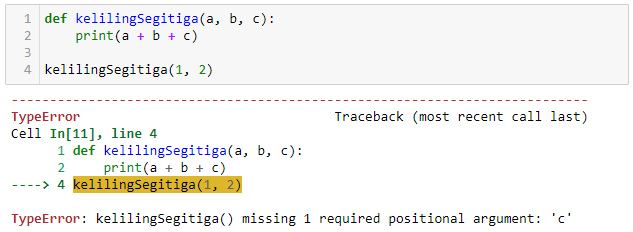 1 def kelilingSegitiga(a, b, c):
2     print(a + b + c)
3
4 kelilingSegitiga(1, 2)
---------------------------------------------------------------------------
TypeError                                 Traceback (most recent call last)
Cell In[11], line 4
      1 def kelilingSegitiga(a, b, c):
      2     print(a + b + c)
----> 4 kelilingSegitiga(1, 2)
TypeError: kelilingSegitiga() missing 1 required positional argument: 'c'